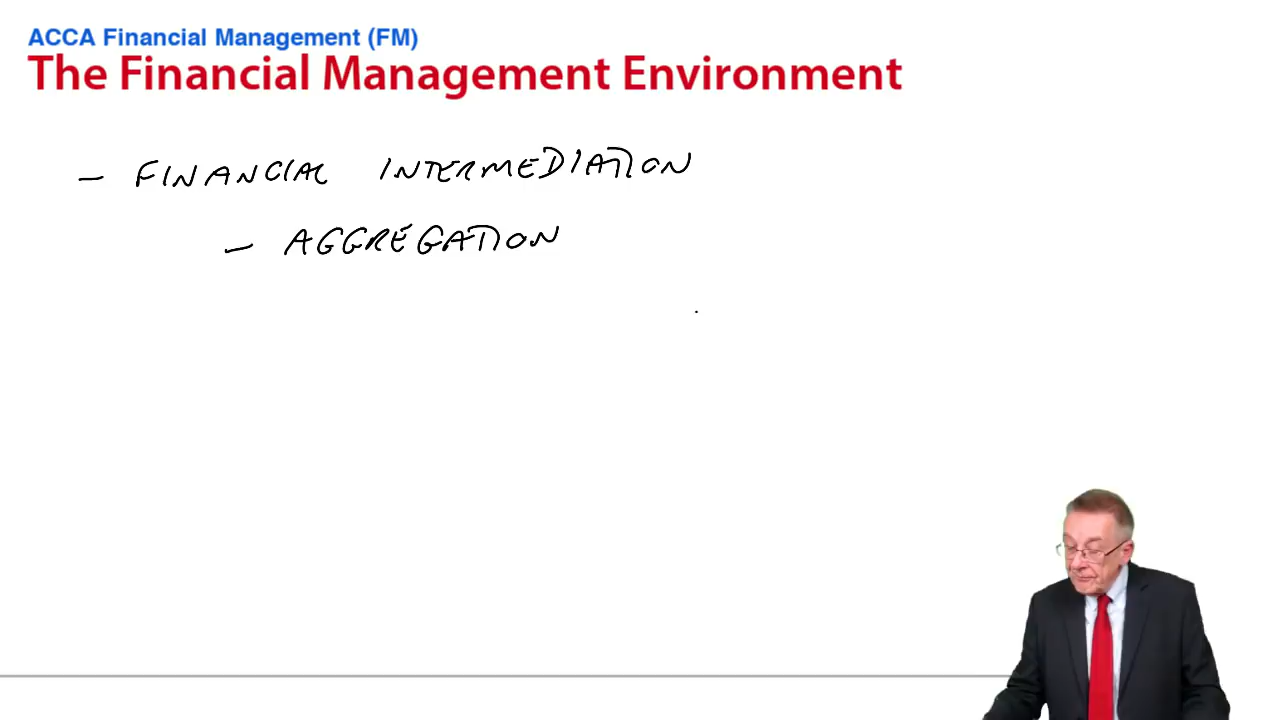 ACCA Financial Management (FM)
The Financial Management Environment
- FINANCIAL INTERMEDIATION
- AGGREGATION